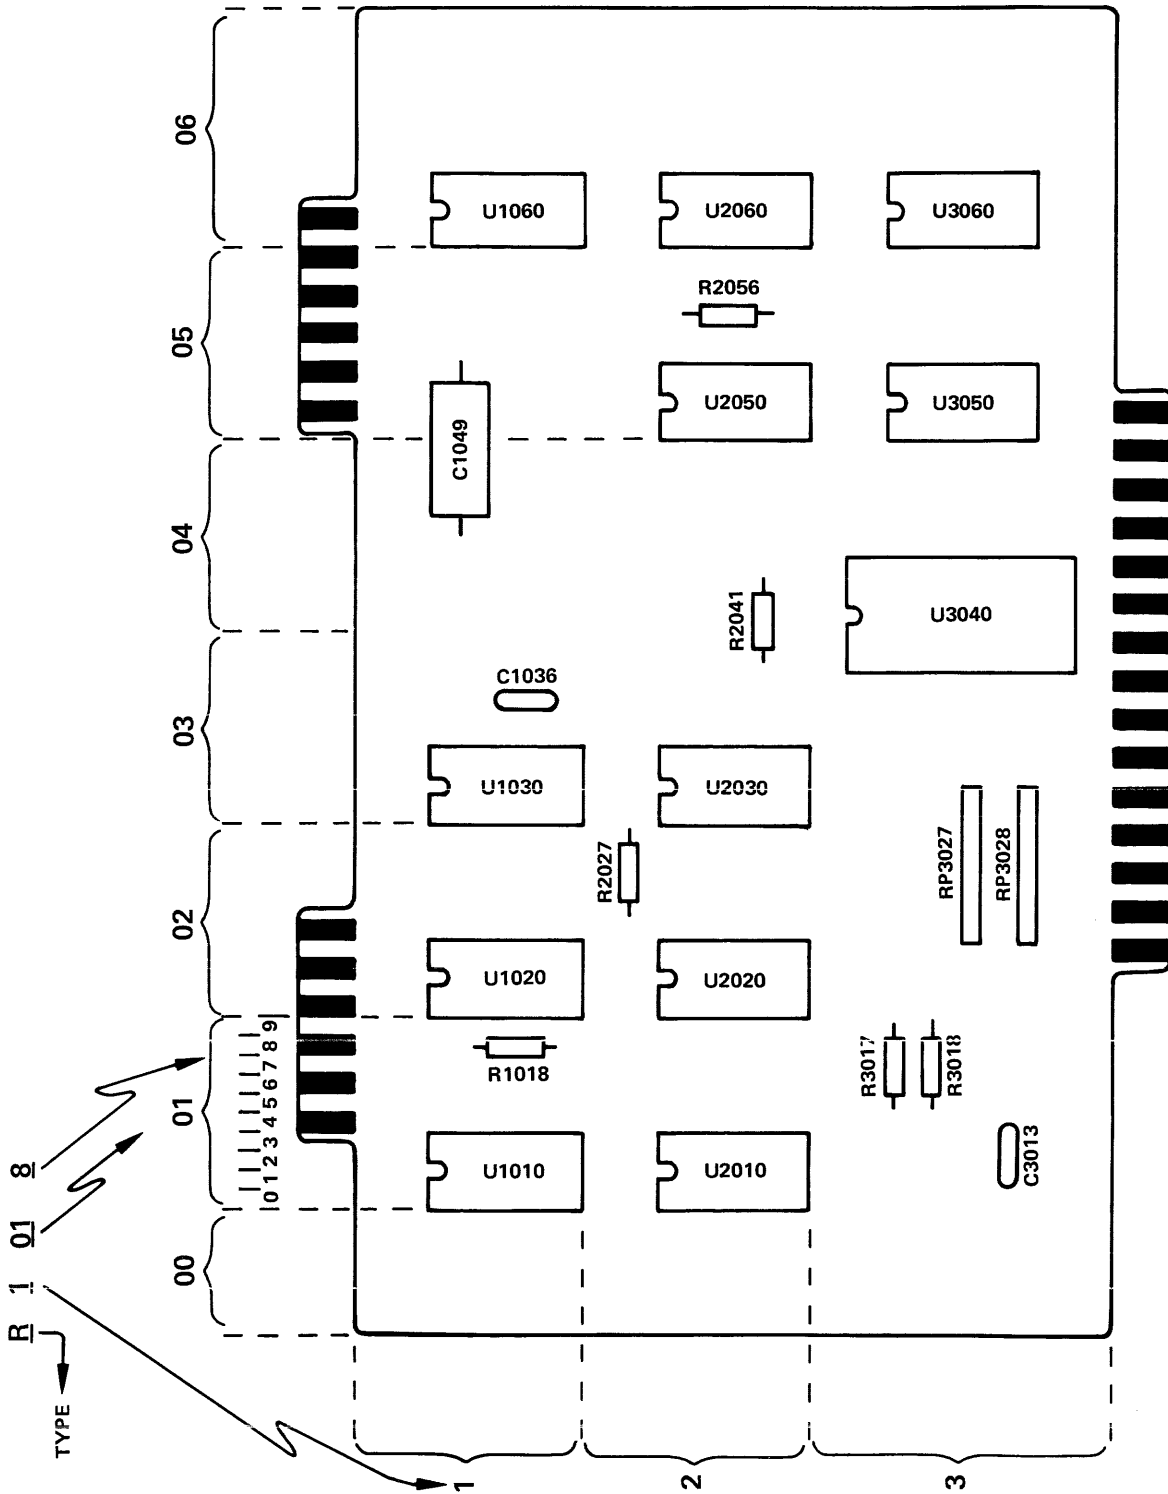 R 1 01 8
TYPE
00
01
02
03
04
05
06
0 1 2 3 4 5 6 7 8 9
1
2
3
U1010
R1018
U1020
U1030
C1036
C1049
U1060
U2010
U2020
R2027
U2030
R2041
U2050
R2056
U2060
C3013
R3017
R3018
RP3027
RP3028
U3040
U3050
U3060